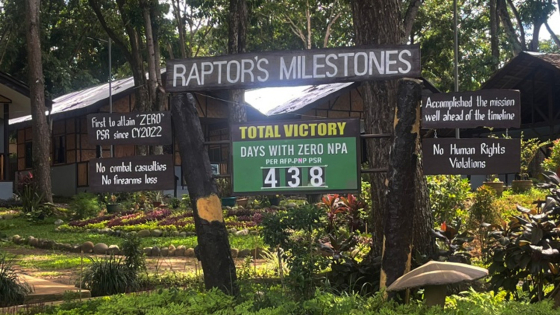 RAPTOR'S MILESTONES
First to attain "ZERO"
PSR since CY2022
No combat casualties
No firearms loss
TOTAL VICTORY
DAYS WITH ZERO NPA
PER AFP-PNP PSR
438
Accomplished the mission
well ahead of the timeline
No Human Rights
Violations